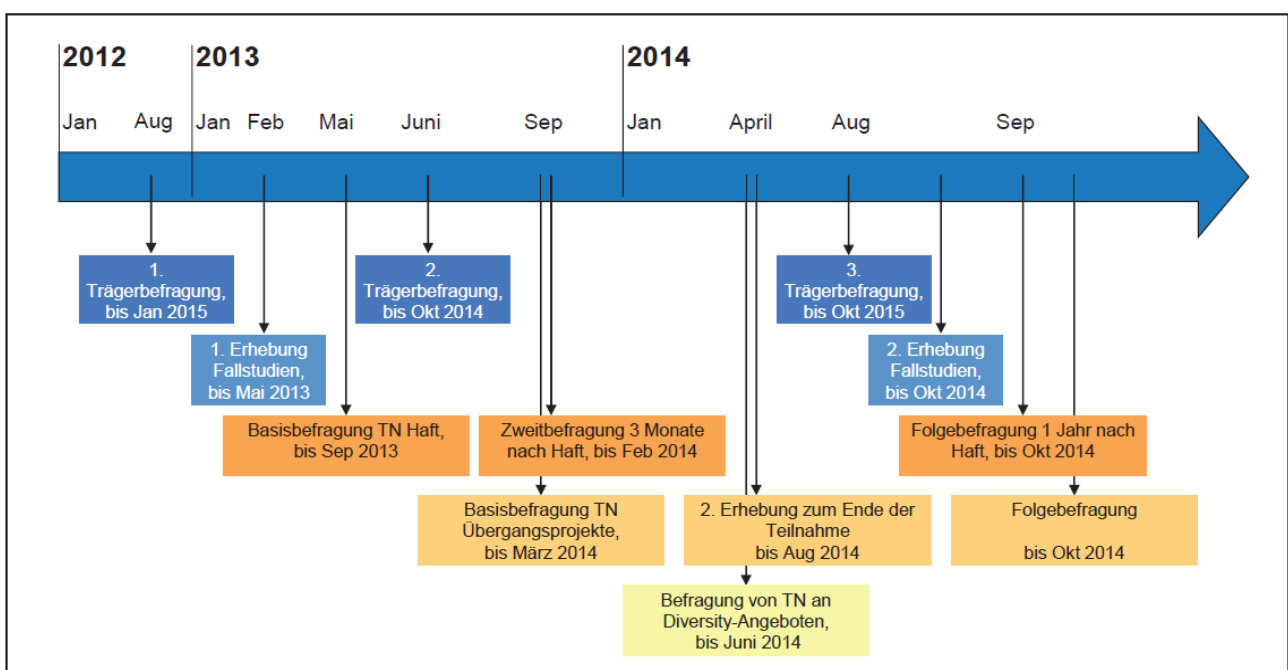 2012
2013
2014
Jan
Aug
Jan
Feb
Mai
Juni
Sep
Jan
April
Aug
Sep
1.
Trägerbefragung,
bis Jan 2015
2.
Trägerbefragung,
bis Okt 2014
3.
Trägerbefragung,
bis Okt 2015
1. Erhebung
Fallstudien,
bis Mai 2013
2. Erhebung
Fallstudien,
bis Okt 2014
Basisbefragung TN Haft,
bis Sep 2013
Zweitbefragung 3 Monate
nach Haft, bis Feb 2014
Folgebefragung 1 Jahr nach
Haft, bis Okt 2014
Basisbefragung TN
Übergangsprojekte,
bis März 2014
2. Erhebung zum Ende der
Teilnahme
bis Aug 2014
Folgebefragung
bis Okt 2014
Befragung von TN an
Diversity-Angeboten,
bis Juni 2014